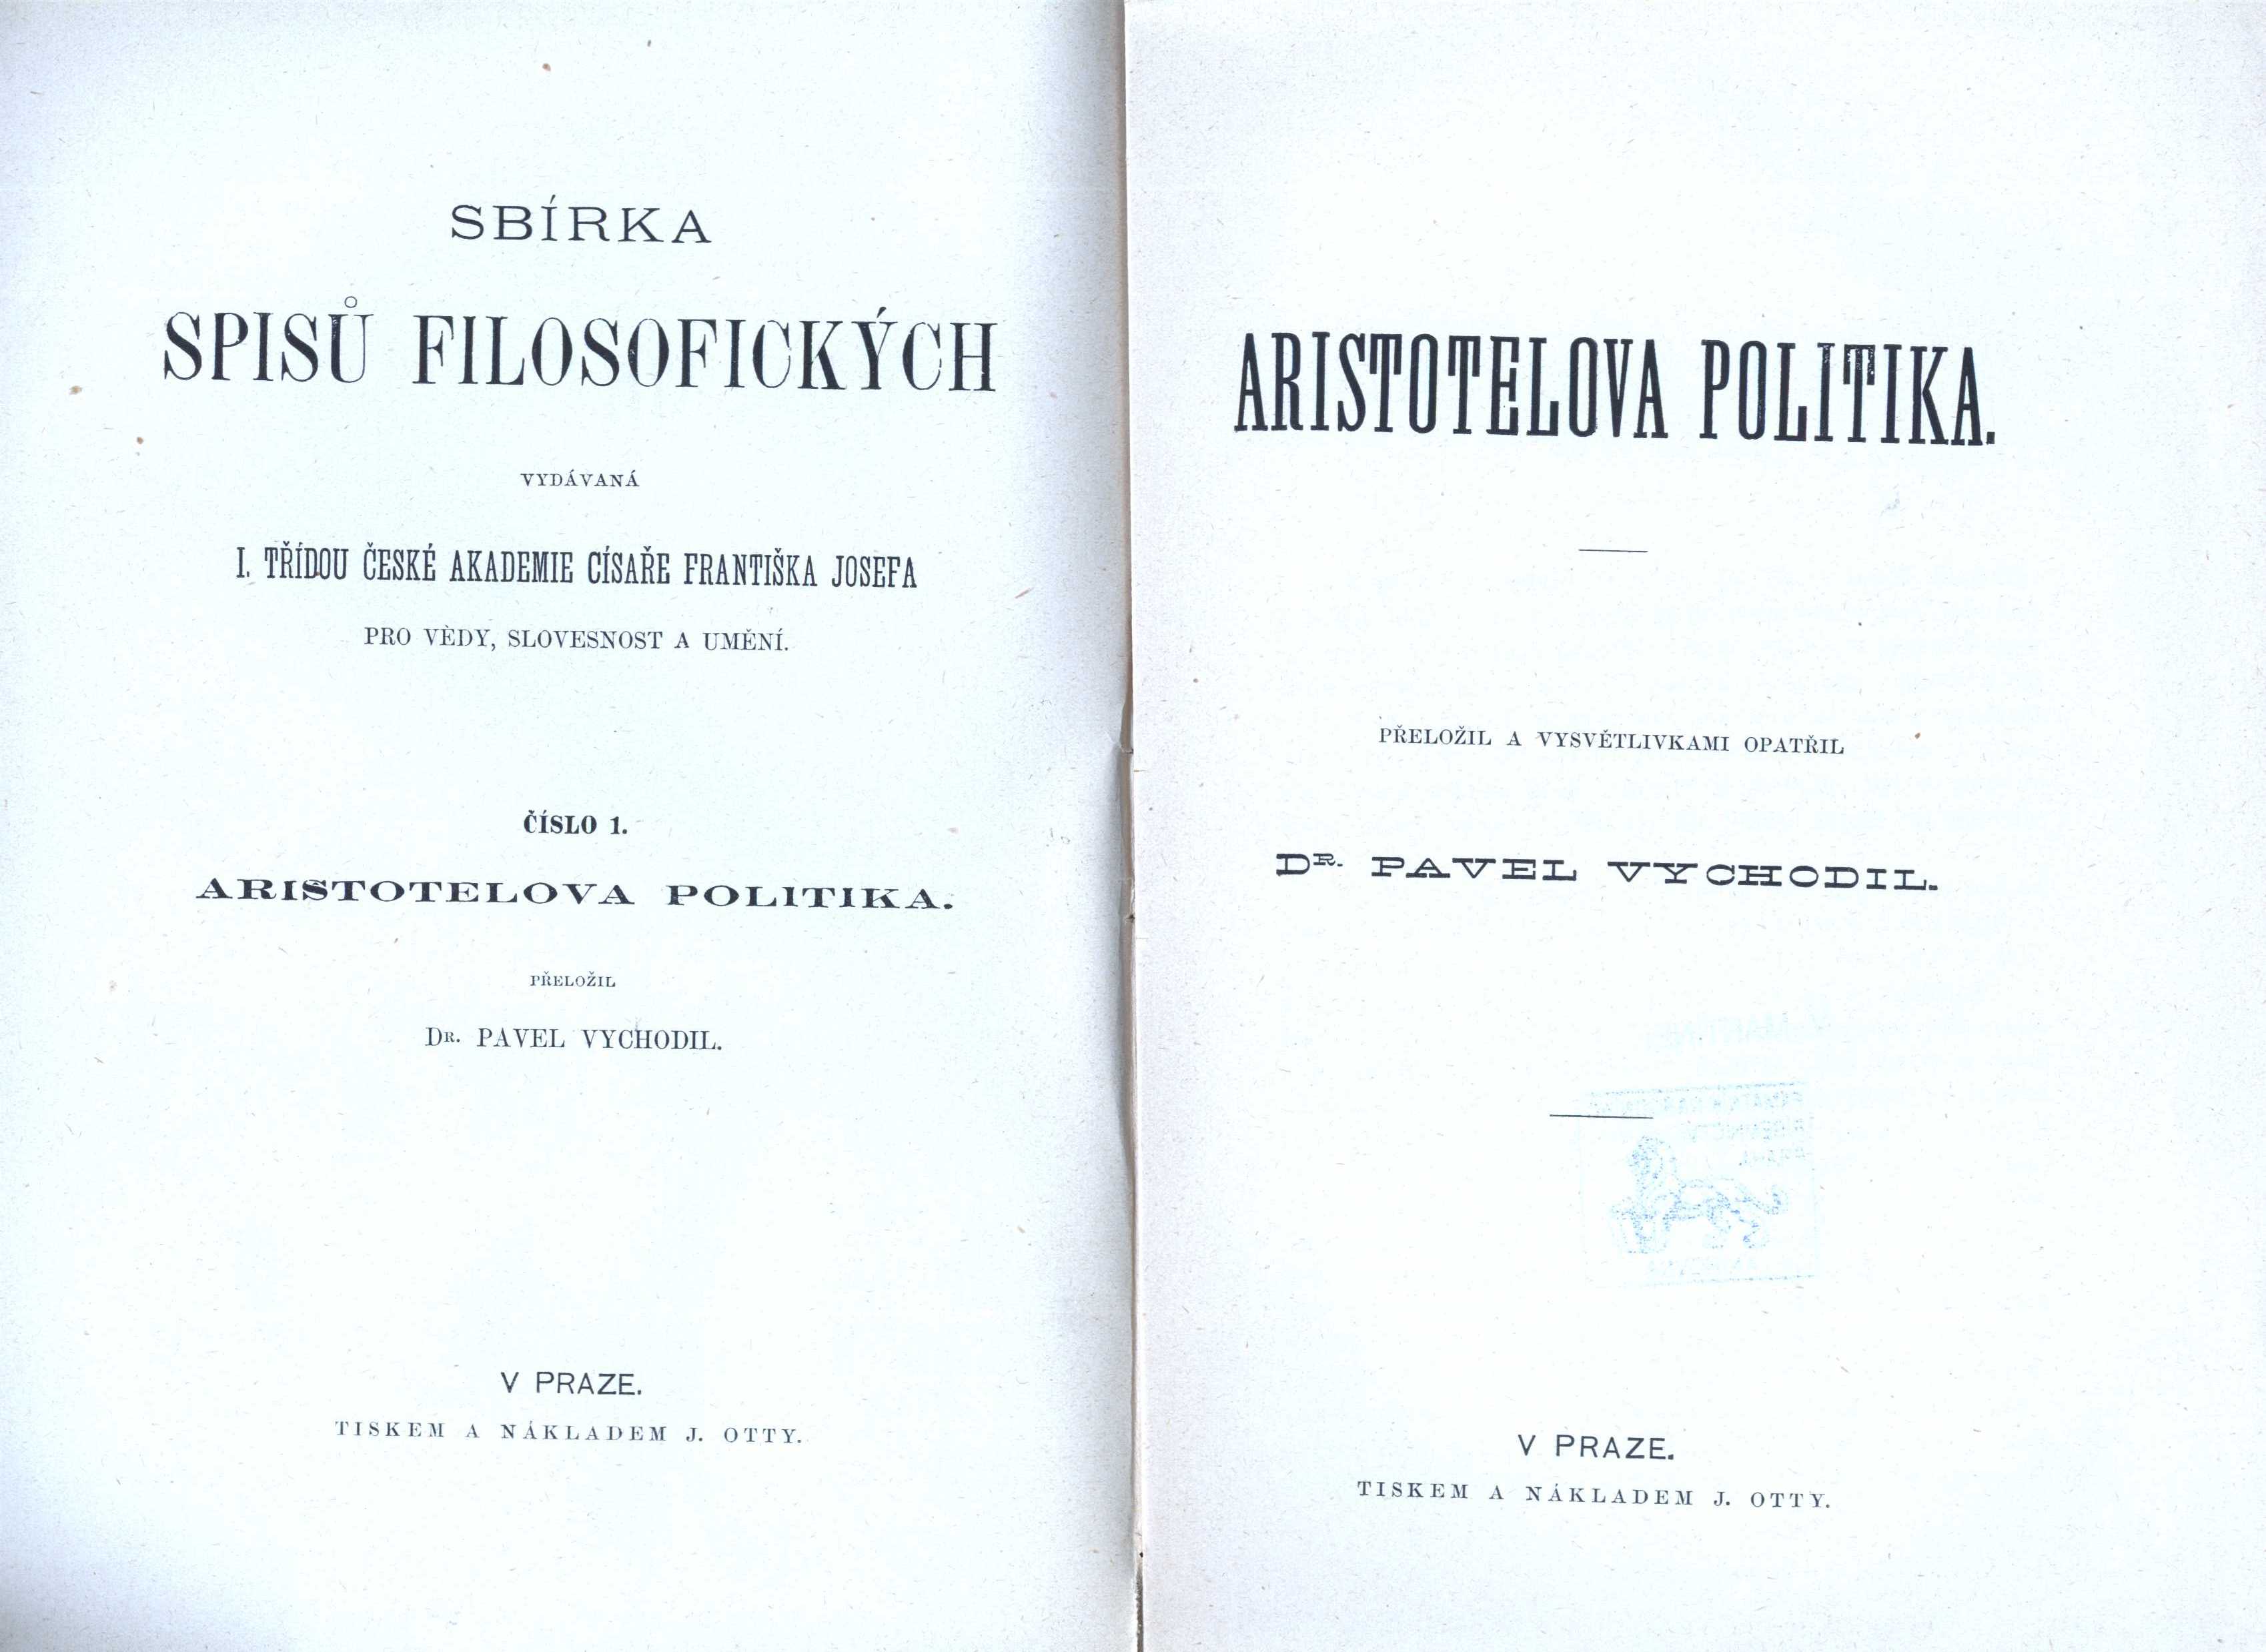 SBÍRKA
SPISŮ FILOSOFICKÝCH
VYDÁVANÁ
I. TŘÍDOU ČESKÉ AKADEMIE CÍSAŘE FRANTIŠKA JOSEFA
PRO VĚDY, SLOVESNOST A UMĚNÍ.
ČÍSLO 1.
ARISTOTELOVA POLITIKA.
PŘELOŽIL
DR. PAVEL VYCHODIL.
V PRAZE.
TISKEM A NÁKLADEM J. OTTY.
ARISTOTELOVA POLITIKA.
PŘELOŽIL A VYSVĚTLIVKAMI OPATŘIL
DR. PAVEL VYCHODIL.
V PRAZE.
TISKEM A NÁKLADEM J. OTTY.